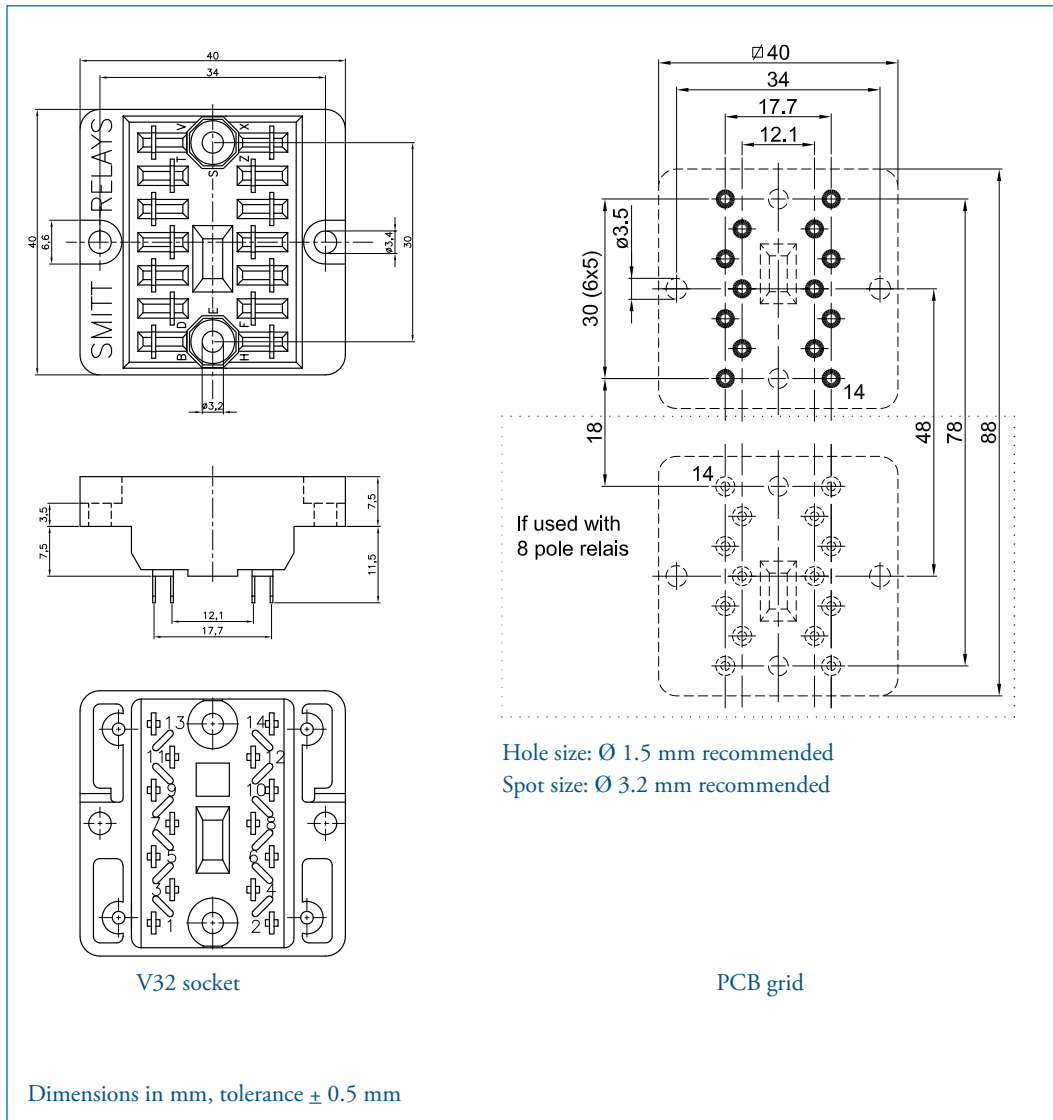 40
34
SMITT RELAYS
V
X
T
Z
S
40
6,6
ø3,4
30
D
E
F
B
H
ø3,2
3,5
7,5
7,5
11,5
12,1
17,7
13
14
11
12
9
10
7
8
5
6
3
4
1
2
V32 socket
⌀40
34
17.7
12.1
ø3.5
30 (6x5)
14
18
48
78
88
14
If used with
8 pole relais
Hole size: Ø 1.5 mm recommended
Spot size: Ø 3.2 mm recommended
PCB grid
Dimensions in mm, tolerance ± 0.5 mm